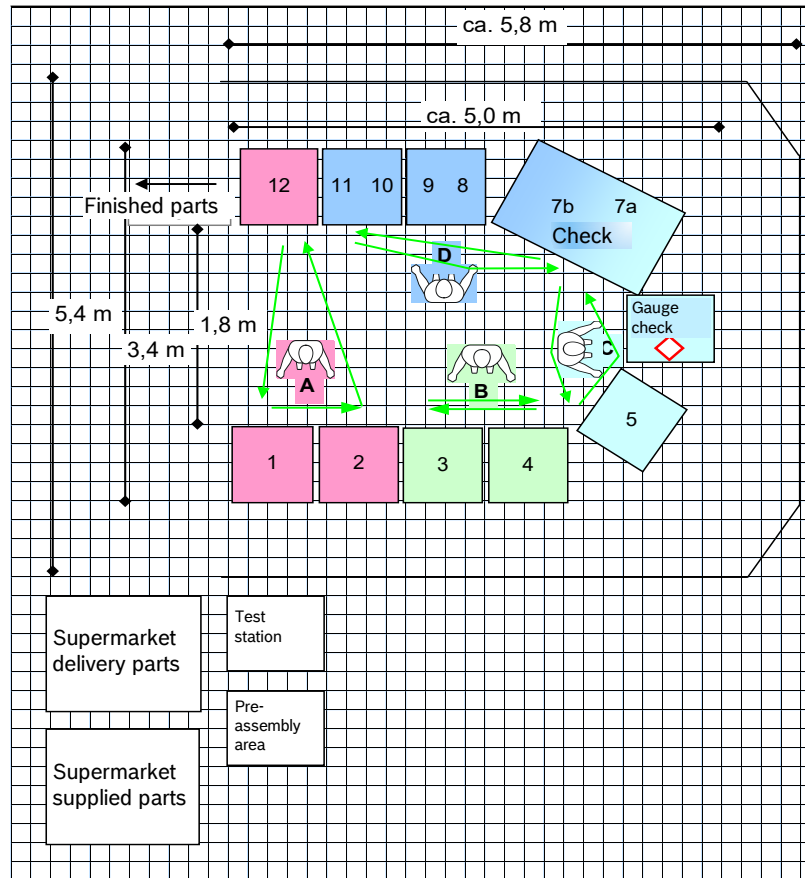 ca. 5,8 m
ca. 5,0 m
12
11 10
9 8
7b 7a
Check
Finished parts
D
Gauge
check
5,4 m
1,8 m
3,4 m
A
B
C
5
1
2
3
4
Supermarket
delivery parts
Test
station
Pre-
assembly
area
Supermarket
supplied parts